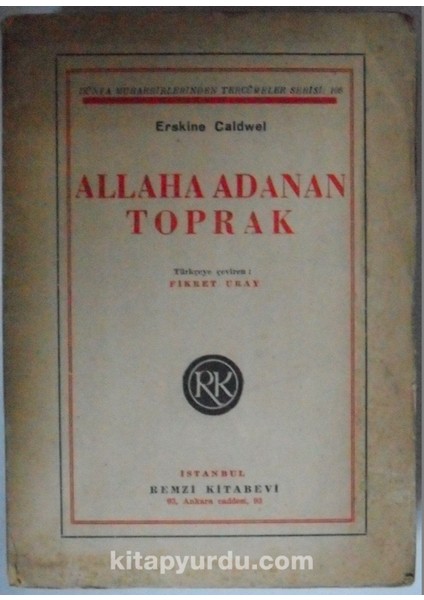 DÜNYA MUHARRİRLERİNDEN TERCÜMELER SERİSİ: 108
Erskine Caldwel
ALLAHA ADANAN
TOPRAK
Türkçeye çeviren:
FİKRET URAY
RK
İSTANBUL
REMZİ KİTABEVİ
93, Ankara caddesi, 93
kitapyurdu.com